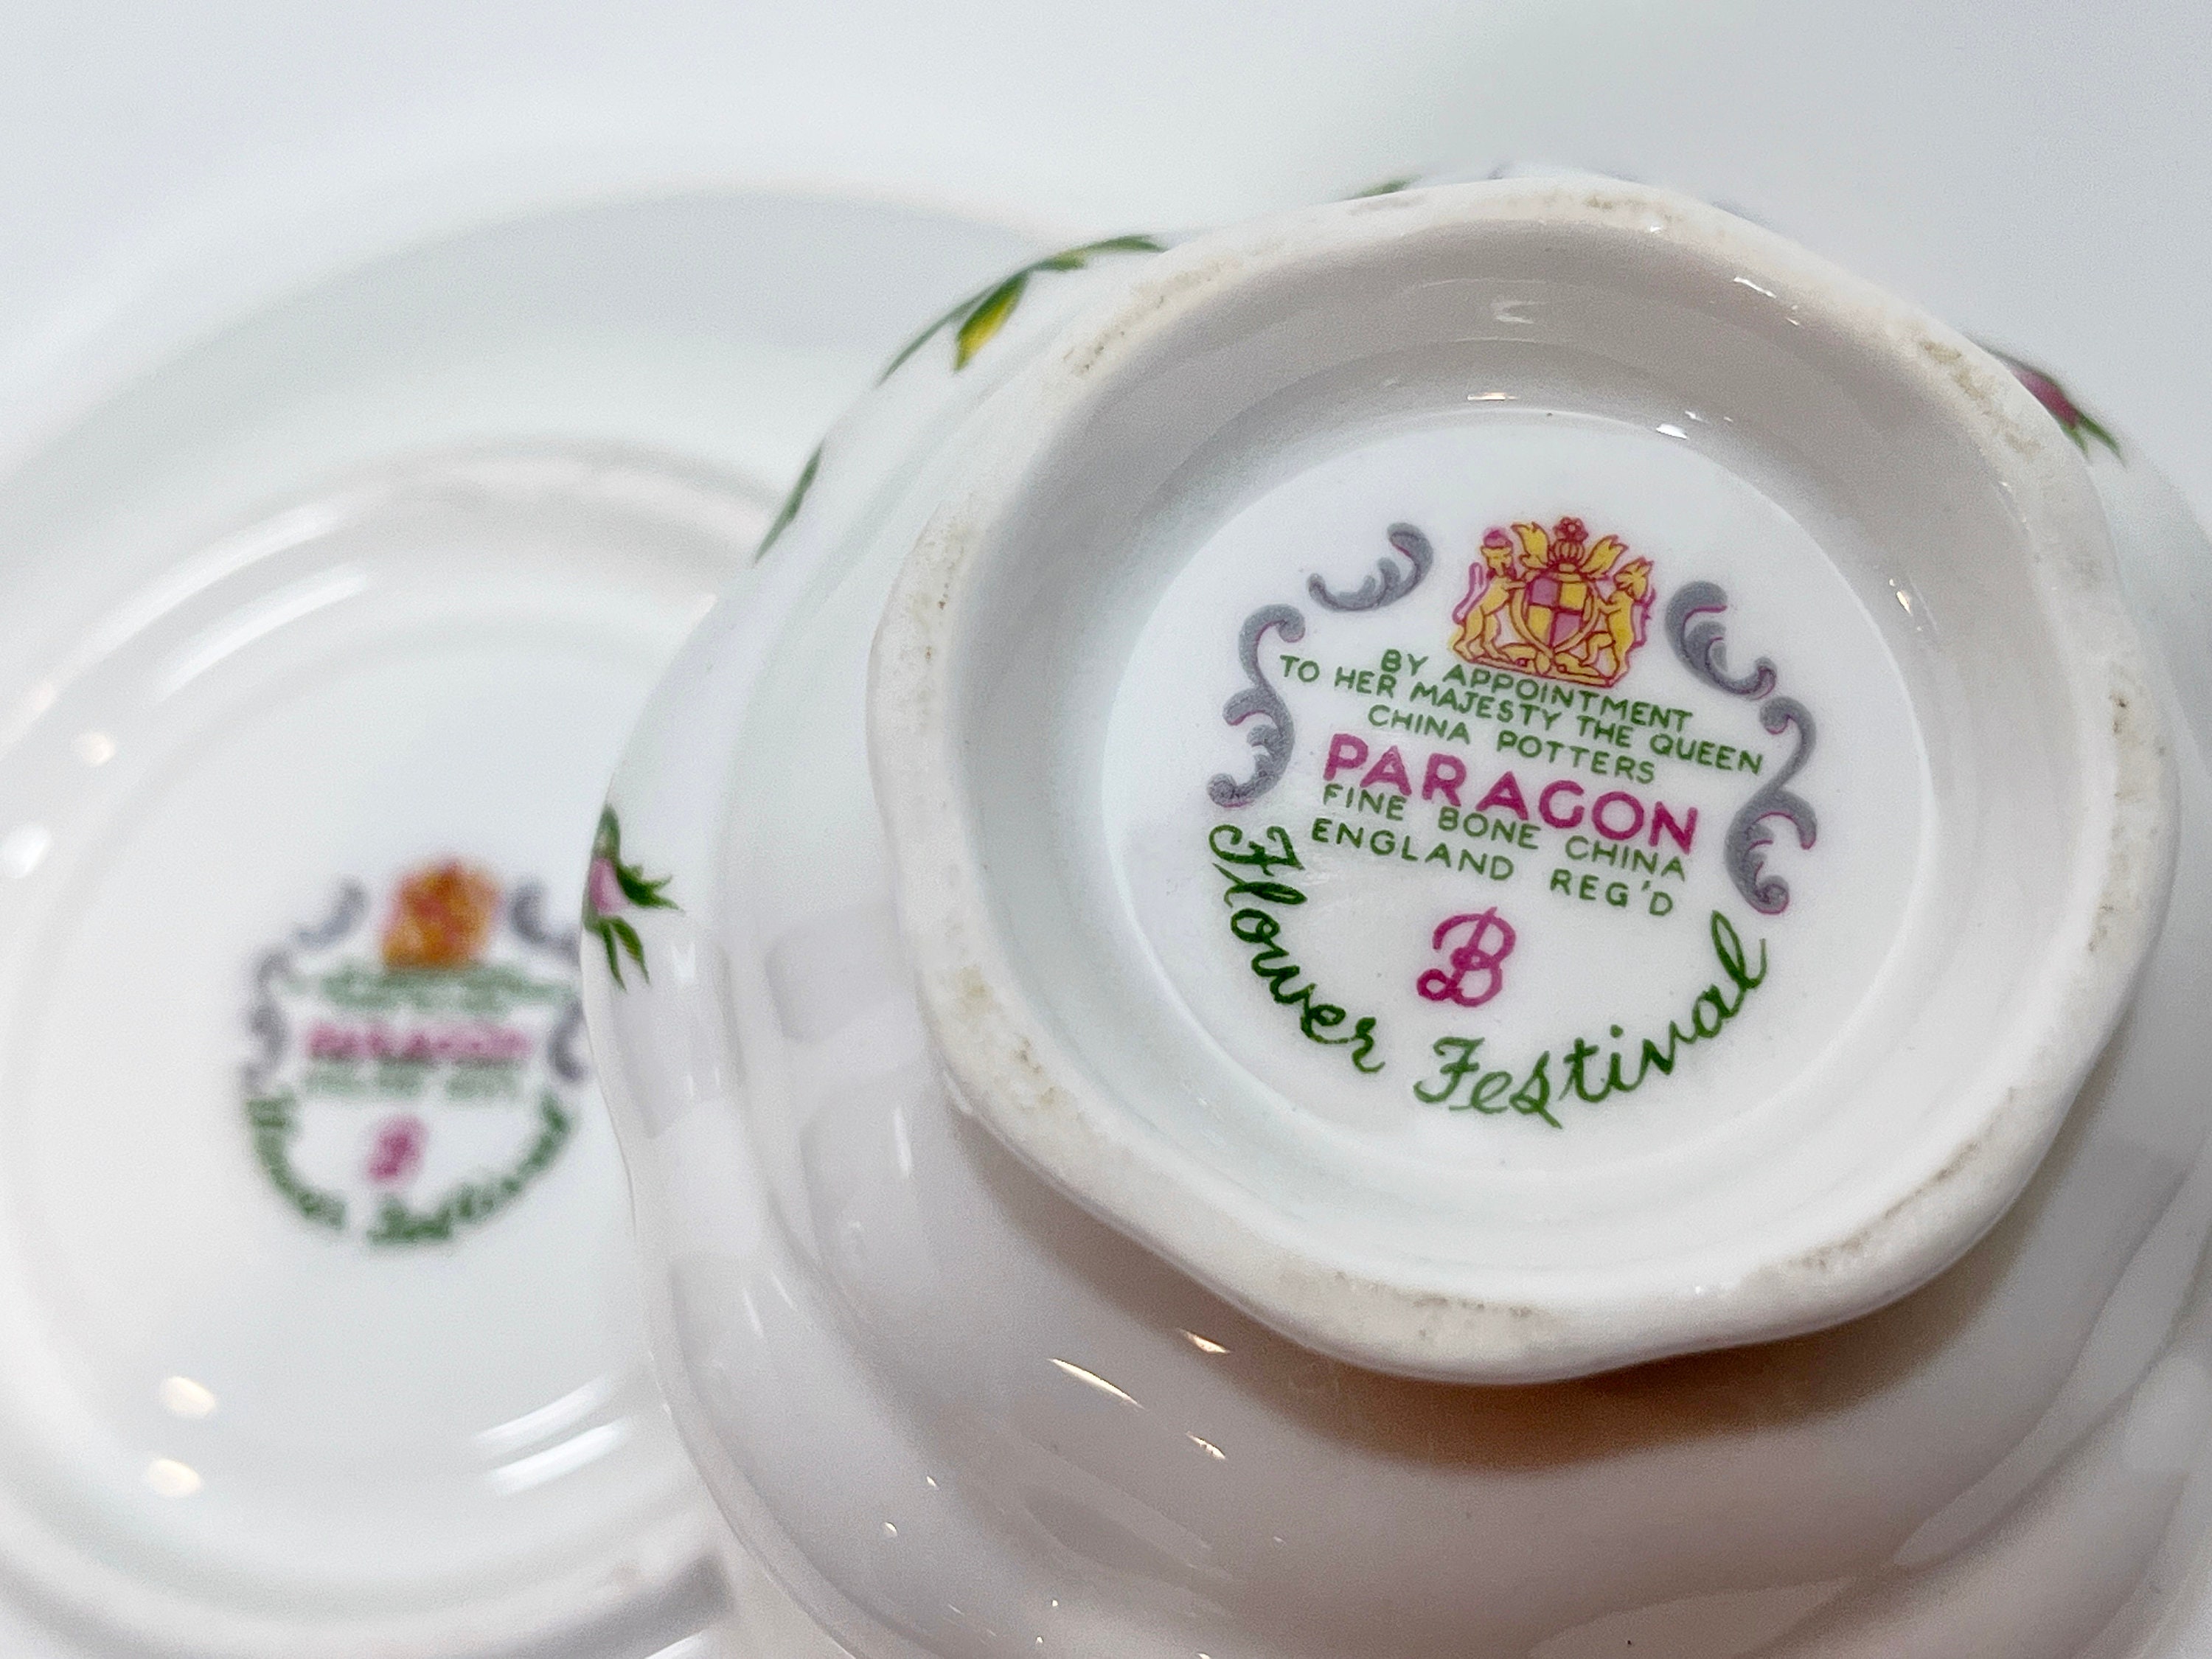 BY APPOINTMENT
TO HER MAJESTY THE QUEEN
CHINA POTTERS
PARAGON
FINE BONE CHINA
ENGLAND REG'D
B
Flower Festival
PARAGON